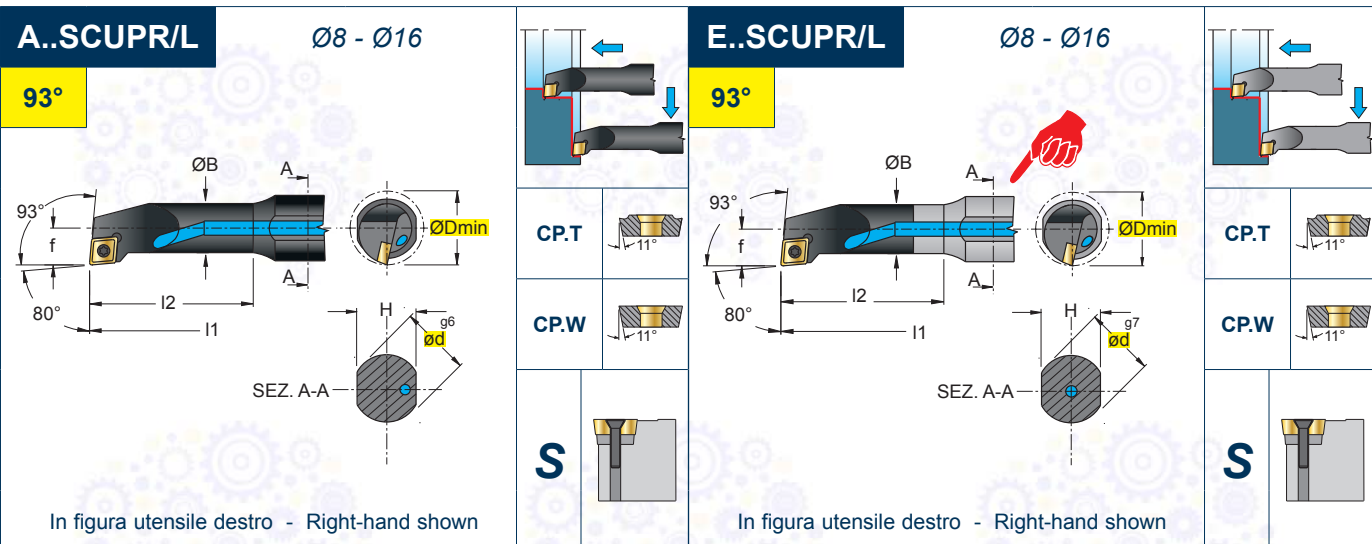 A..SCUPR/L
Ø8 - Ø16
93°
ØB
A
93°
f
ØDmin
A
80°
l2
l1
H
g6
ød
SEZ. A-A
In figura utensile destro - Right-hand shown
CP.T
11°
CP.W
11°
S
E..SCUPR/L
Ø8 - Ø16
93°
ØB
A
93°
f
ØDmin
A
80°
l2
l1
H
g7
ød
SEZ. A-A
In figura utensile destro - Right-hand shown
CP.T
11°
CP.W
11°
S